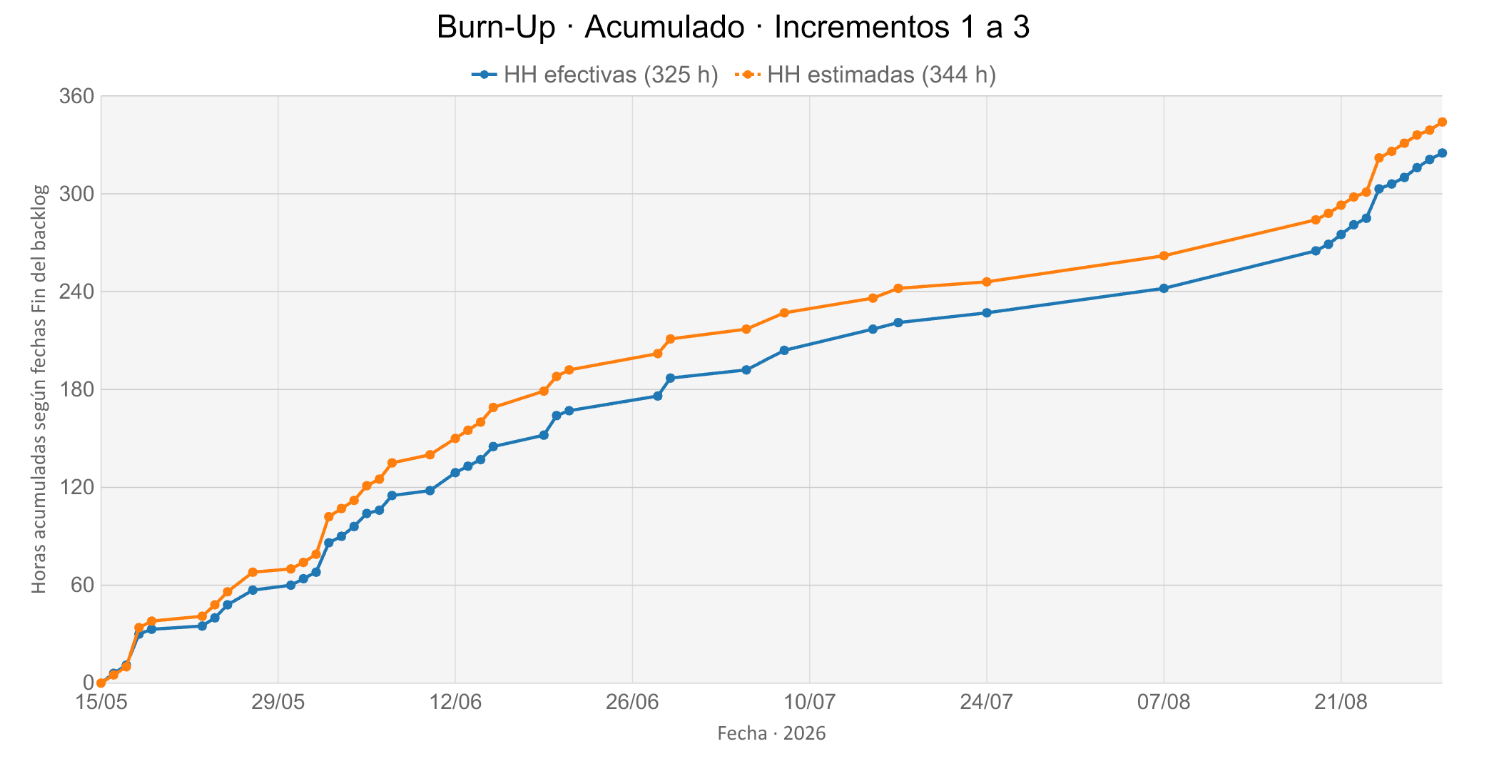 Burn-Up · Acumulado · Incrementos 1 a 3
HH efectivas (325 h) HH estimadas (344 h)
Horas acumuladas según fechas Fin del backlog
360
300
240
180
120
60
0
15/05 29/05 12/06 26/06 10/07 24/07 07/08 21/08
Fecha · 2026